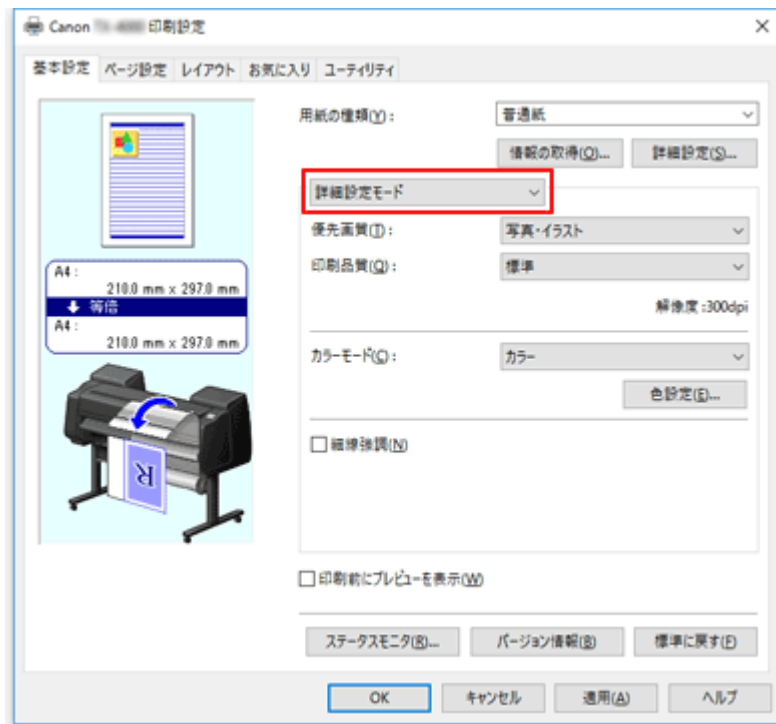 Canon 印刷設定
基本設定 ページ設定 レイアウト お気に入り ユーティリティ
用紙の種類(Y): 普通紙
情報の取得(O)... 詳細設定(S)...
詳細設定モード
優先画質(T): 写真・イラスト
印刷品質(Q): 標準
解像度:300dpi
カラーモード(C): カラー
色設定(E)...
細線強調(N)
A4:
210.0 mm x 297.0 mm
等倍
A4:
210.0 mm x 297.0 mm
R
印刷前にプレビューを表示(W)
ステータスモニタ(R)... バージョン情報(B) 標準に戻す(F)
OK キャンセル 適用(A) ヘルプ